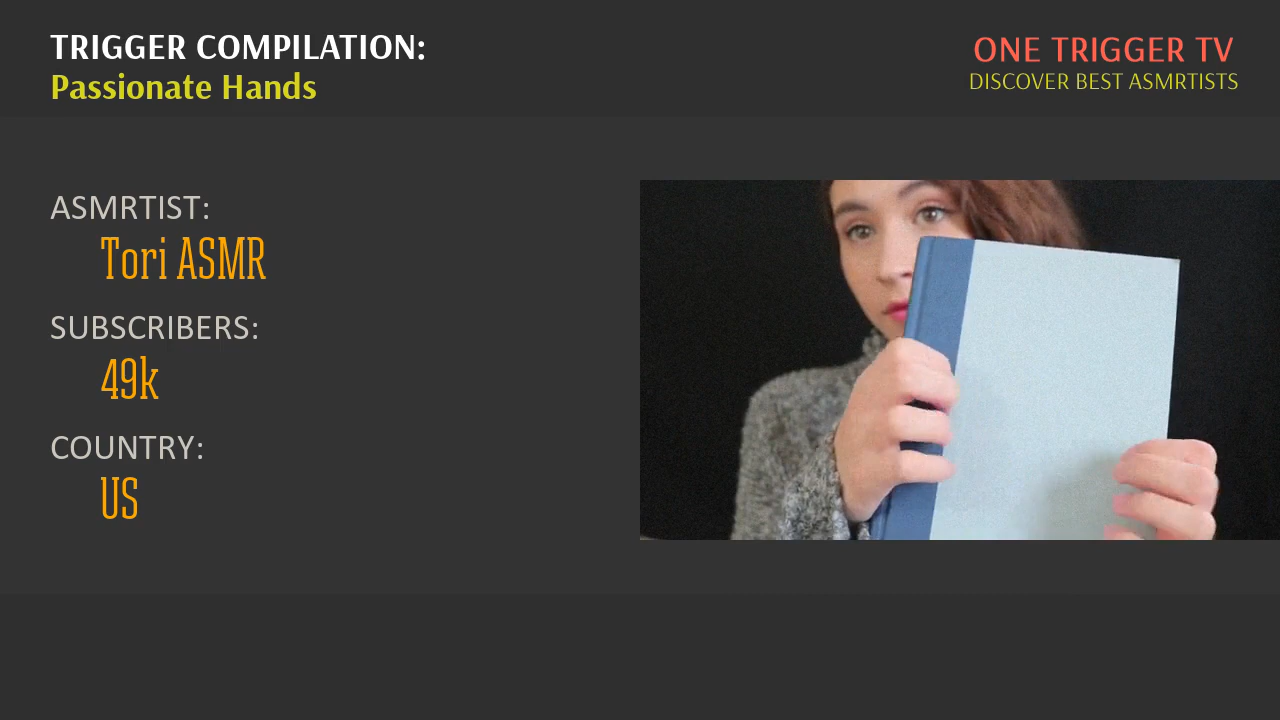 TRIGGER COMPILATION:
Passionate Hands
ONE TRIGGER TV
DISCOVER BEST ASMRTISTS
ASMRTIST:
Tori ASMR
SUBSCRIBERS:
49k
COUNTRY:
US